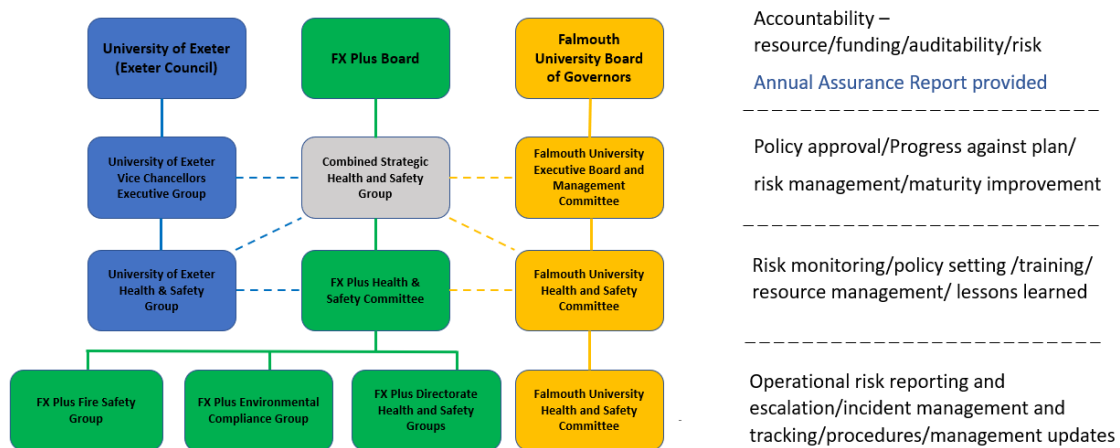 University of Exeter
(Exeter Council)
FX Plus Board
Falmouth
University Board
of Governors
Accountability –
resource/funding/auditability/risk
Annual Assurance Report provided
University of Exeter
Vice Chancellors
Executive Group
Combined Strategic
Health and Safety
Group
Falmouth University
Executive Board and
Management
Committee
Policy approval/Progress against plan/
risk management/maturity improvement
University of Exeter
Health & Safety
Group
FX Plus Health &
Safety Committee
Falmouth University
Health and Safety
Committee
Risk monitoring/policy setting /training/
resource management/ lessons learned
FX Plus Fire Safety
Group
FX Plus Environmental
Compliance Group
FX Plus Directorate
Health and Safety
Groups
Falmouth University
Health and Safety
Committee
Operational risk reporting and
escalation/incident management and
tracking/procedures/management updates